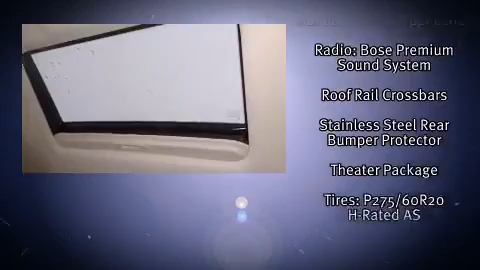 Radio: Bose Premium
Sound System
Roof Rail Crossbars
Stainless Steel Rear
Bumper Protector
Theater Package
Tires: P275/60R20
H-Rated AS